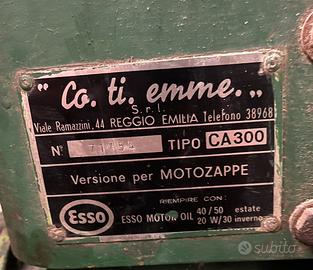 "Co. ti. emme.„
S.r.l.
Viale Ramazzini, 44 REGGIO EMILIA Telefono 38968
N° TIPO CA300
Versione per MOTOZAPPE
RIEMPIRE CON:
Esso ESSO MOTOR OIL 40/50 estate
20 W/30 inverno
subito